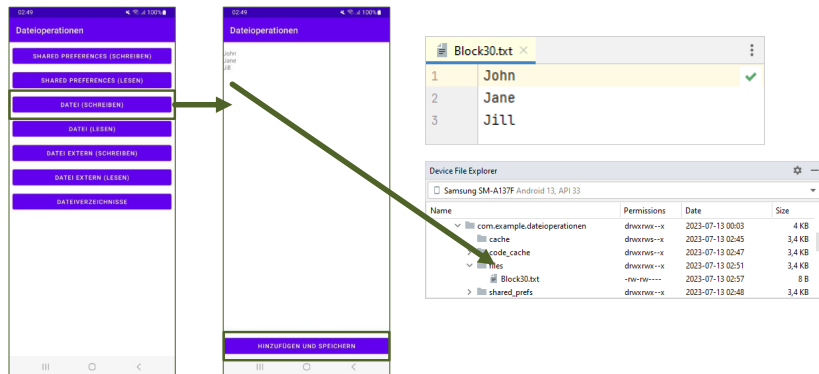 02:49 100%
Dateioperationen
SHARED PREFERENCES (SCHREIBEN)
SHARED PREFERENCES (LESEN)
DATEI (SCHREIBEN)
DATEI (LESEN)
DATEI EXTERN (SCHREIBEN)
DATEI EXTERN (LESEN)
DATEIVERZEICHNISSE
02:49 100%
Dateioperationen
John
Jane
Jill
HINZUFÜGEN UND SPEICHERN
Block30.txt
1 John
2 Jane
3 Jill
Device File Explorer
Samsung SM-A137F Android 13, API 33
Name Permissions Date Size
com.example.dateioperationen drwxrwx--x 2023-07-13 00:03 4 KB
cache drwxrws--x 2023-07-13 02:45 3,4 KB
code_cache drwxrws--x 2023-07-13 02:47 3,4 KB
files drwxrwx--x 2023-07-13 02:51 3,4 KB
Block30.txt -rw-rw---- 2023-07-13 02:57 8 B
shared_prefs drwxrwx--x 2023-07-13 02:48 3,4 KB